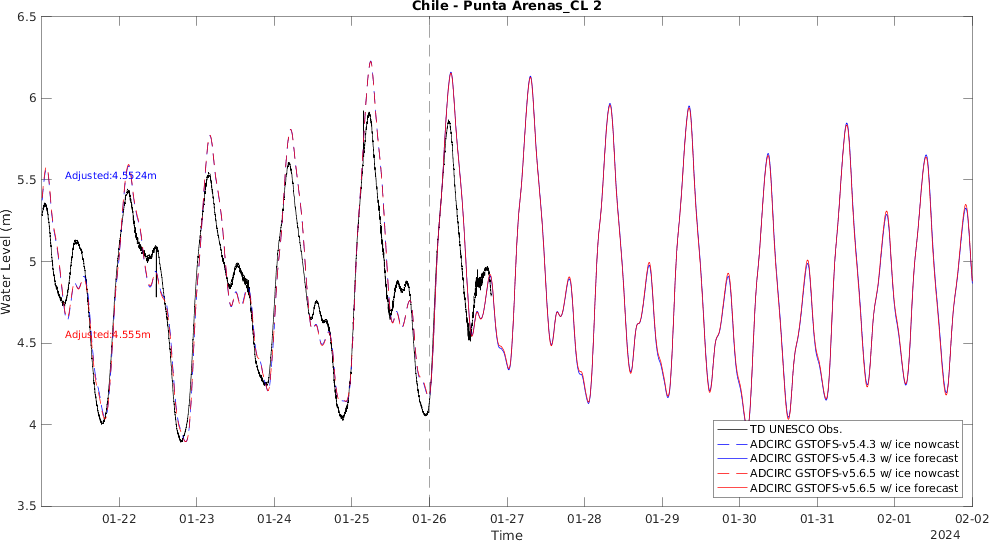 Chile - Punta Arenas_CL 2
6.5
6
5.5
5
4.5
4
3.5
Water Level (m)
Adjusted:4.5524m
Adjusted:4.555m
TD UNESCO Obs.
ADCIRC GSTOFS-v5.4.3 w/ ice nowcast
ADCIRC GSTOFS-v5.4.3 w/ ice forecast
ADCIRC GSTOFS-v5.6.5 w/ ice nowcast
ADCIRC GSTOFS-v5.6.5 w/ ice forecast
01-22 01-23 01-24 01-25 01-26 01-27 01-28 01-29 01-30 01-31 02-01 02-02
Time
2024